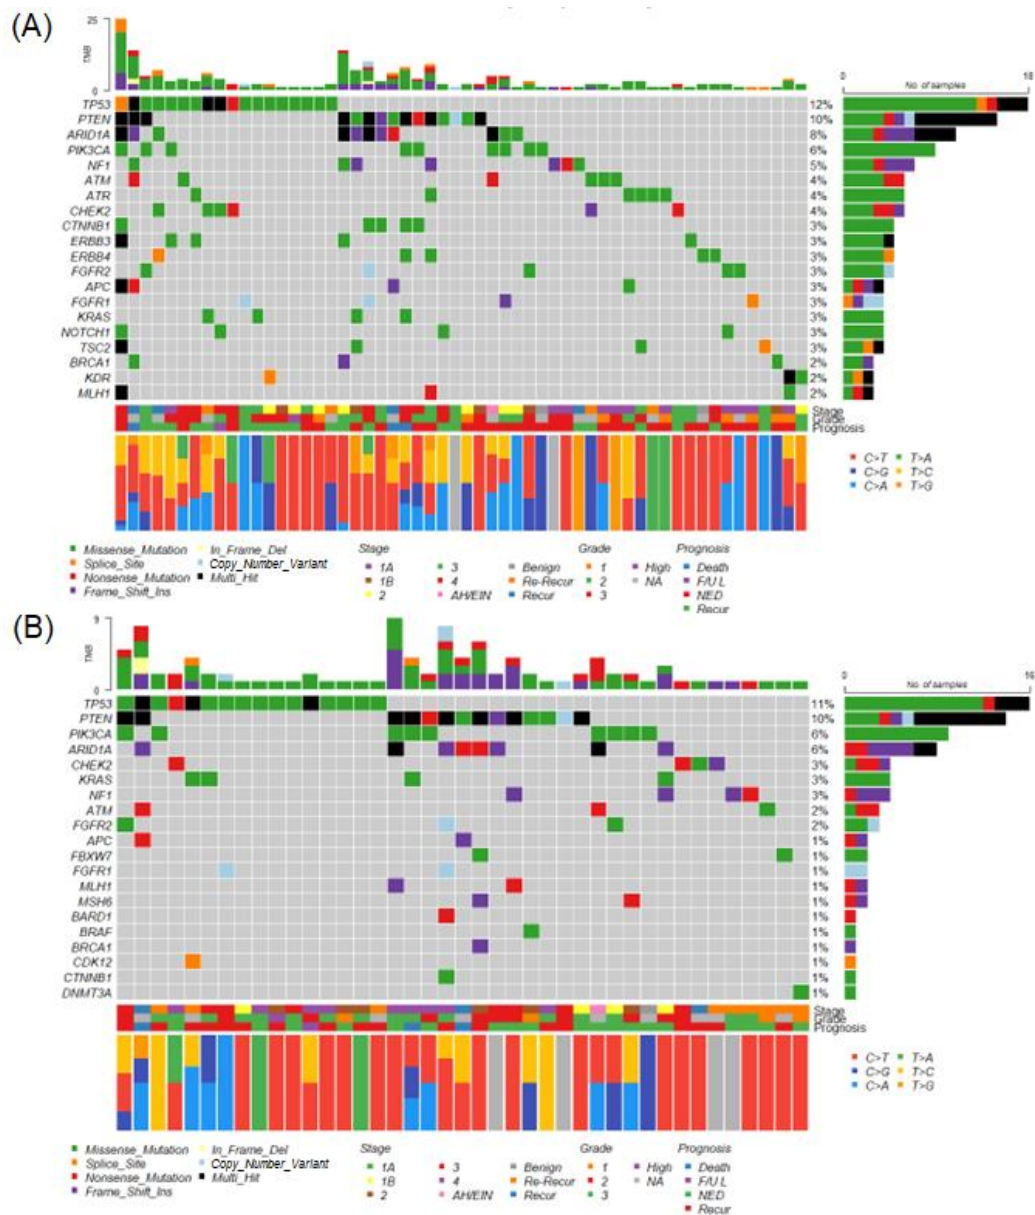 (A)
25
TMB
0
0
No. of samples
18
TP53 12%
PTEN 10%
ARID1A 8%
PIK3CA 6%
NF1 5%
ATM 4%
ATR 4%
CHEK2 4%
CTNNB1 3%
ERBB3 3%
ERBB4 3%
FGFR2 3%
APC 3%
FGFR1 3%
KRAS 3%
NOTCH1 3%
TSC2 3%
BRCA1 2%
KDR 2%
MLH1 2%
Stage
Grade
Prognosis
C>T T>A
C>G T>C
C>A T>G
Missense_Mutation In_Frame_Del Stage Grade Prognosis
Splice_Site Copy_Number_Variant 1A 3 Benign 1 High Death
Nonsense_Mutation Multi_Hit 1B 4 Re-Recur 2 NA F/U L
Frame_Shift_Ins 2 AH/EIN Recur 3 NED
Recur
(B)
9
TMB
0
0
No. of samples
16
TP53 11%
PTEN 10%
PIK3CA 6%
ARID1A 6%
CHEK2 3%
KRAS 3%
NF1 3%
ATM 2%
FGFR2 2%
APC 1%
FBXW7 1%
FGFR1 1%
MLH1 1%
MSH6 1%
BARD1 1%
BRAF 1%
BRCA1 1%
CDK12 1%
CTNNB1 1%
DNMT3A 1%
Stage
Grade
Prognosis
C>T T>A
C>G T>C
C>A T>G
Missense_Mutation In_Frame_Del Stage Grade Prognosis
Splice_Site Copy_Number_Variant 1A 3 Benign 1 High Death
Nonsense_Mutation Multi_Hit 1B 4 Re-Recur 2 NA F/U L
Frame_Shift_Ins 2 AH/EIN Recur 3 NED
Recur